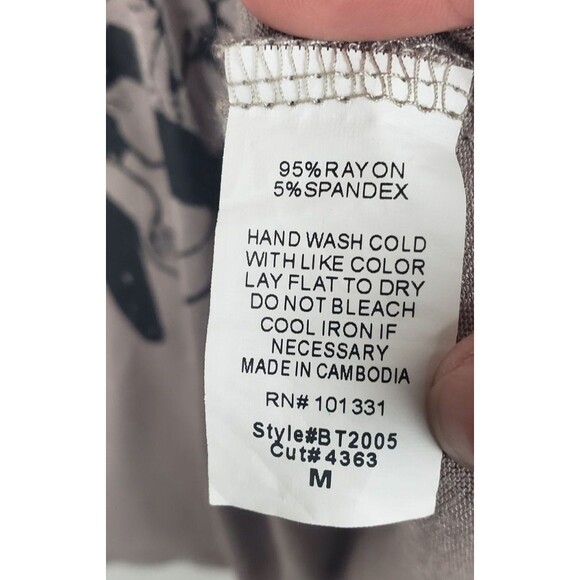 95%RAYON
5%SPANDEX
HAND WASH COLD
WITH LIKE COLOR
LAY FLAT TO DRY
DO NOT BLEACH
COOL IRON IF
NECESSARY
MADE IN CAMBODIA
RN# 101331
Style#BT2005
Cut#4363
M